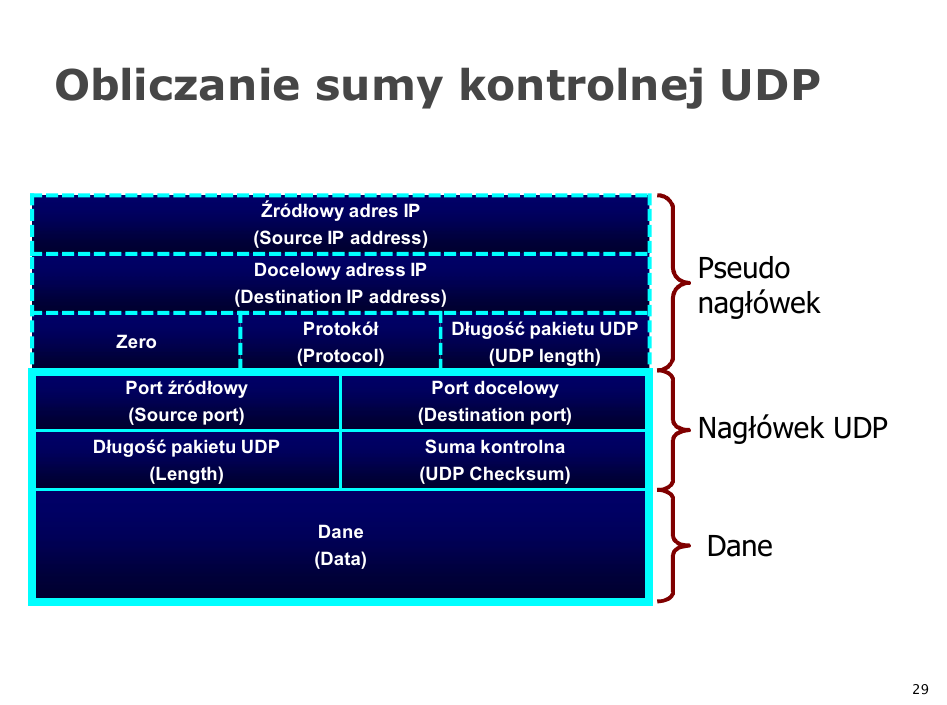 Obliczanie sumy kontrolnej UDP
Źródłowy adres IP
(Source IP address)
Docelowy adress IP
(Destination IP address)
Zero
Protokół
(Protocol)
Długość pakietu UDP
(UDP length)
Pseudo
nagłówek
Port źródłowy
(Source port)
Port docelowy
(Destination port)
Długość pakietu UDP
(Length)
Suma kontrolna
(UDP Checksum)
Nagłówek UDP
Dane
(Data)
Dane
29